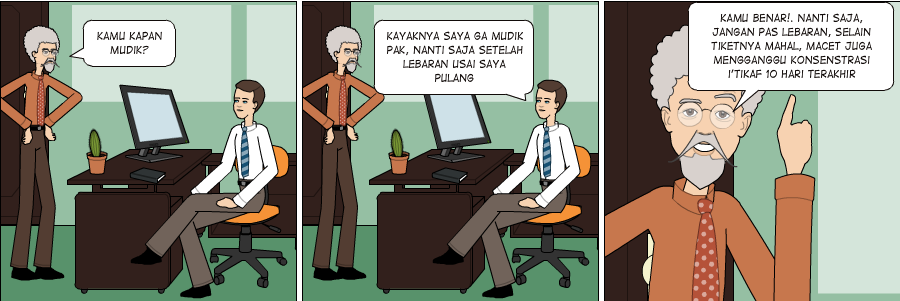 KAMU KAPAN
MUDIK?
KAYAKNYA SAYA GA MUDIK
PAK, NANTI SAJA SETELAH
LEBARAN USAI SAYA
PULANG
KAMU BENAR!. NANTI SAJA,
JANGAN PAS LEBARAN, SELAIN
TIKETNYA MAHAL, MACET JUGA
MENGGANGGU KONSENSTRASI
I'TIKAF 10 HARI TERAKHIR